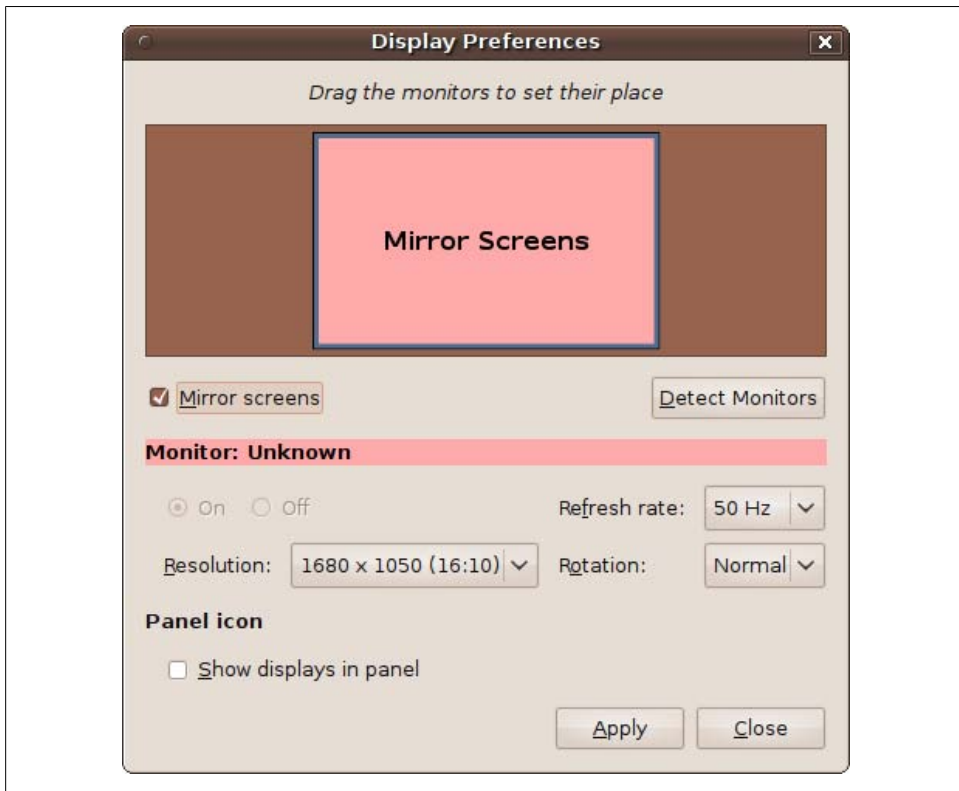 Display Preferences
Drag the monitors to set their place
Mirror Screens
Mirror screens
Detect Monitors
Monitor: Unknown
On Off
Refresh rate: 50 Hz
Resolution: 1680 x 1050 (16:10)
Rotation: Normal
Panel icon
Show displays in panel
Apply
Close